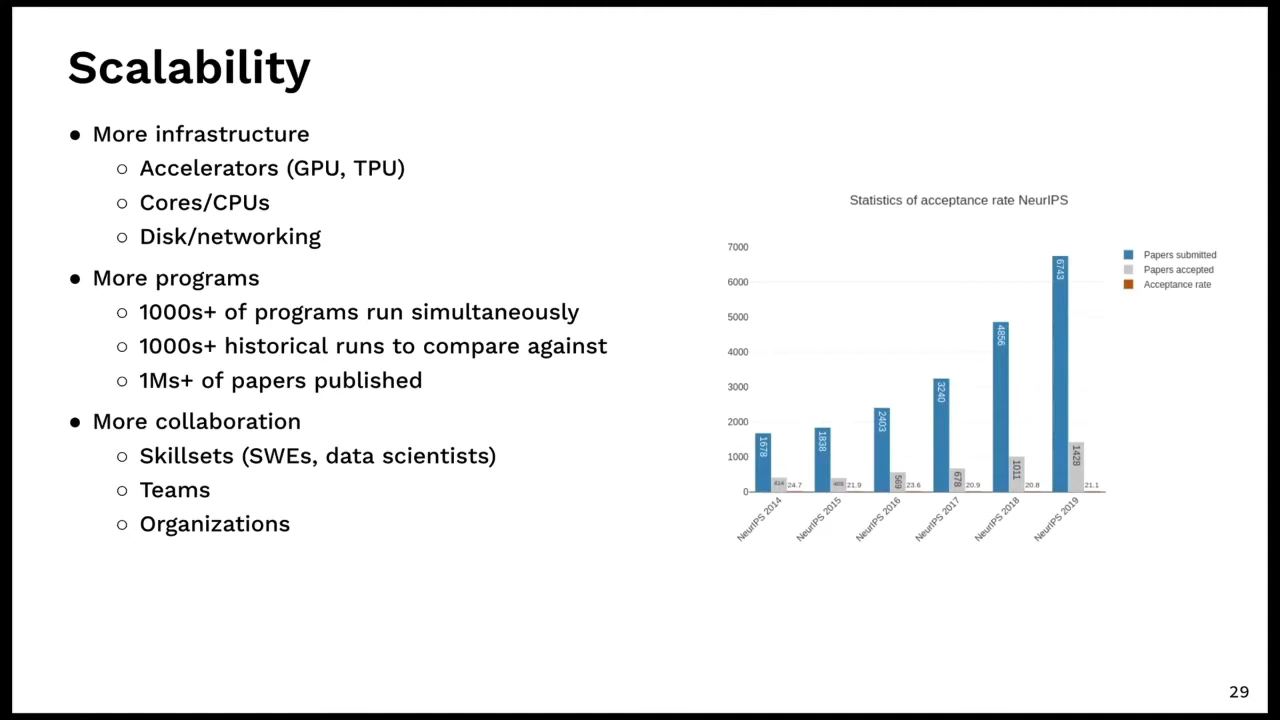 Scalability
● More infrastructure
○ Accelerators (GPU, TPU)
○ Cores/CPUs
○ Disk/networking
● More programs
○ 1000s+ of programs run simultaneously
○ 1000s+ historical runs to compare against
○ 1Ms+ of papers published
● More collaboration
○ Skillsets (SWEs, data scientists)
○ Teams
○ Organizations
Statistics of acceptance rate NeurIPS
7000
6000
5000
4000
3000
2000
1000
0
1678
414
24.7
1838
403
21.9
2403
569
23.6
3240
678
20.9
4856
1011
20.8
6743
1428
21.1
NeurIPS 2014
NeurIPS 2015
NeurIPS 2016
NeurIPS 2017
NeurIPS 2018
NeurIPS 2019
Papers submitted
Papers accepted
Acceptance rate
29